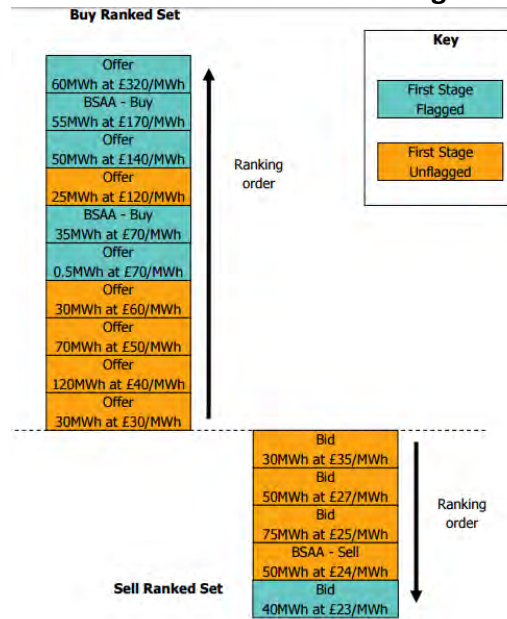 Buy Ranked Set
Offer
60MWh at £320/MWh
BSAA - Buy
55MWh at £170/MWh
Offer
50MWh at £140/MWh
Offer
25MWh at £120/MWh
BSAA - Buy
35MWh at £70/MWh
Offer
0.5MWh at £70/MWh
Offer
30MWh at £60/MWh
Offer
70MWh at £50/MWh
Offer
120MWh at £40/MWh
Offer
30MWh at £30/MWh
Ranking
order
Key
First Stage
Flagged
First Stage
Unflagged
Bid
30MWh at £35/MWh
Bid
50MWh at £27/MWh
Bid
75MWh at £25/MWh
BSAA - Sell
50MWh at £24/MWh
Bid
40MWh at £23/MWh
Ranking
order
Sell Ranked Set